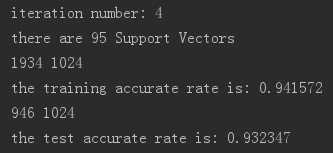 iteration number: 4
there are 95 Support Vectors
1934 1024
the training accurate rate is: 0.941572
946 1024
the test accurate rate is: 0.932347